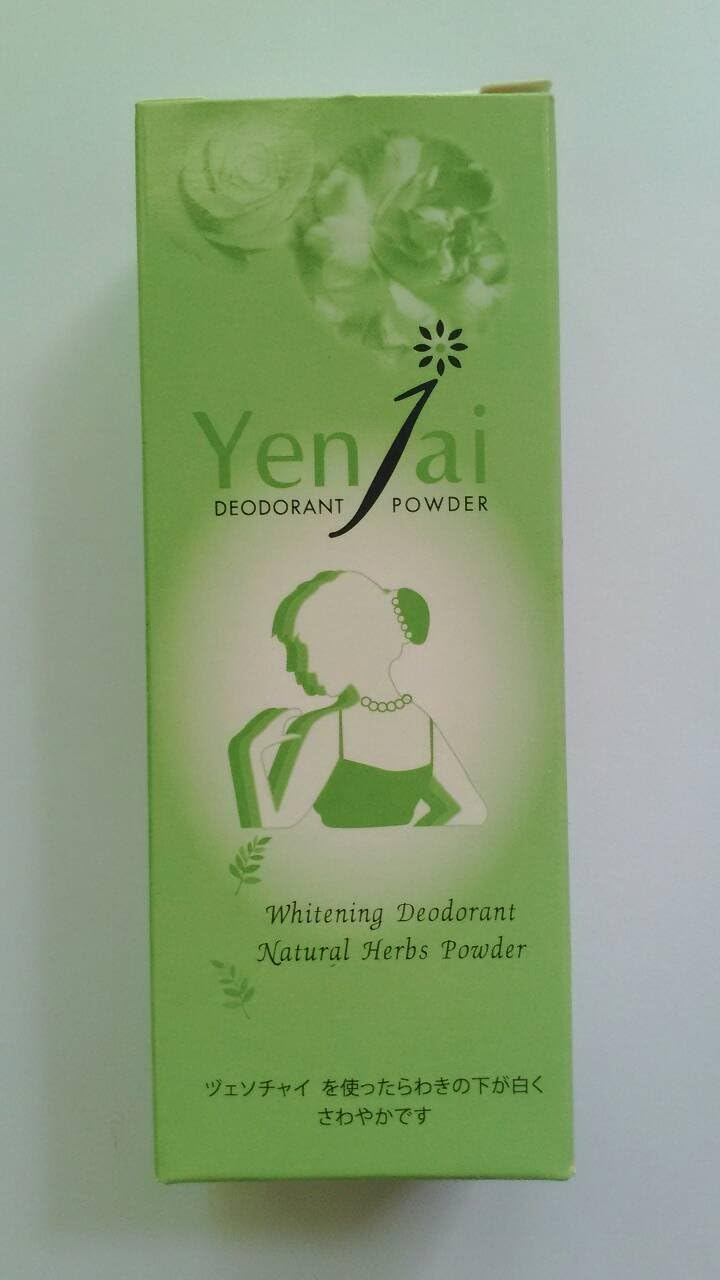 YenJai
DEODORANT POWDER
Whitening Deodorant
Natural Herbs Powder
ヅェソチャイ を使ったらわきの下が白く
さわやかです